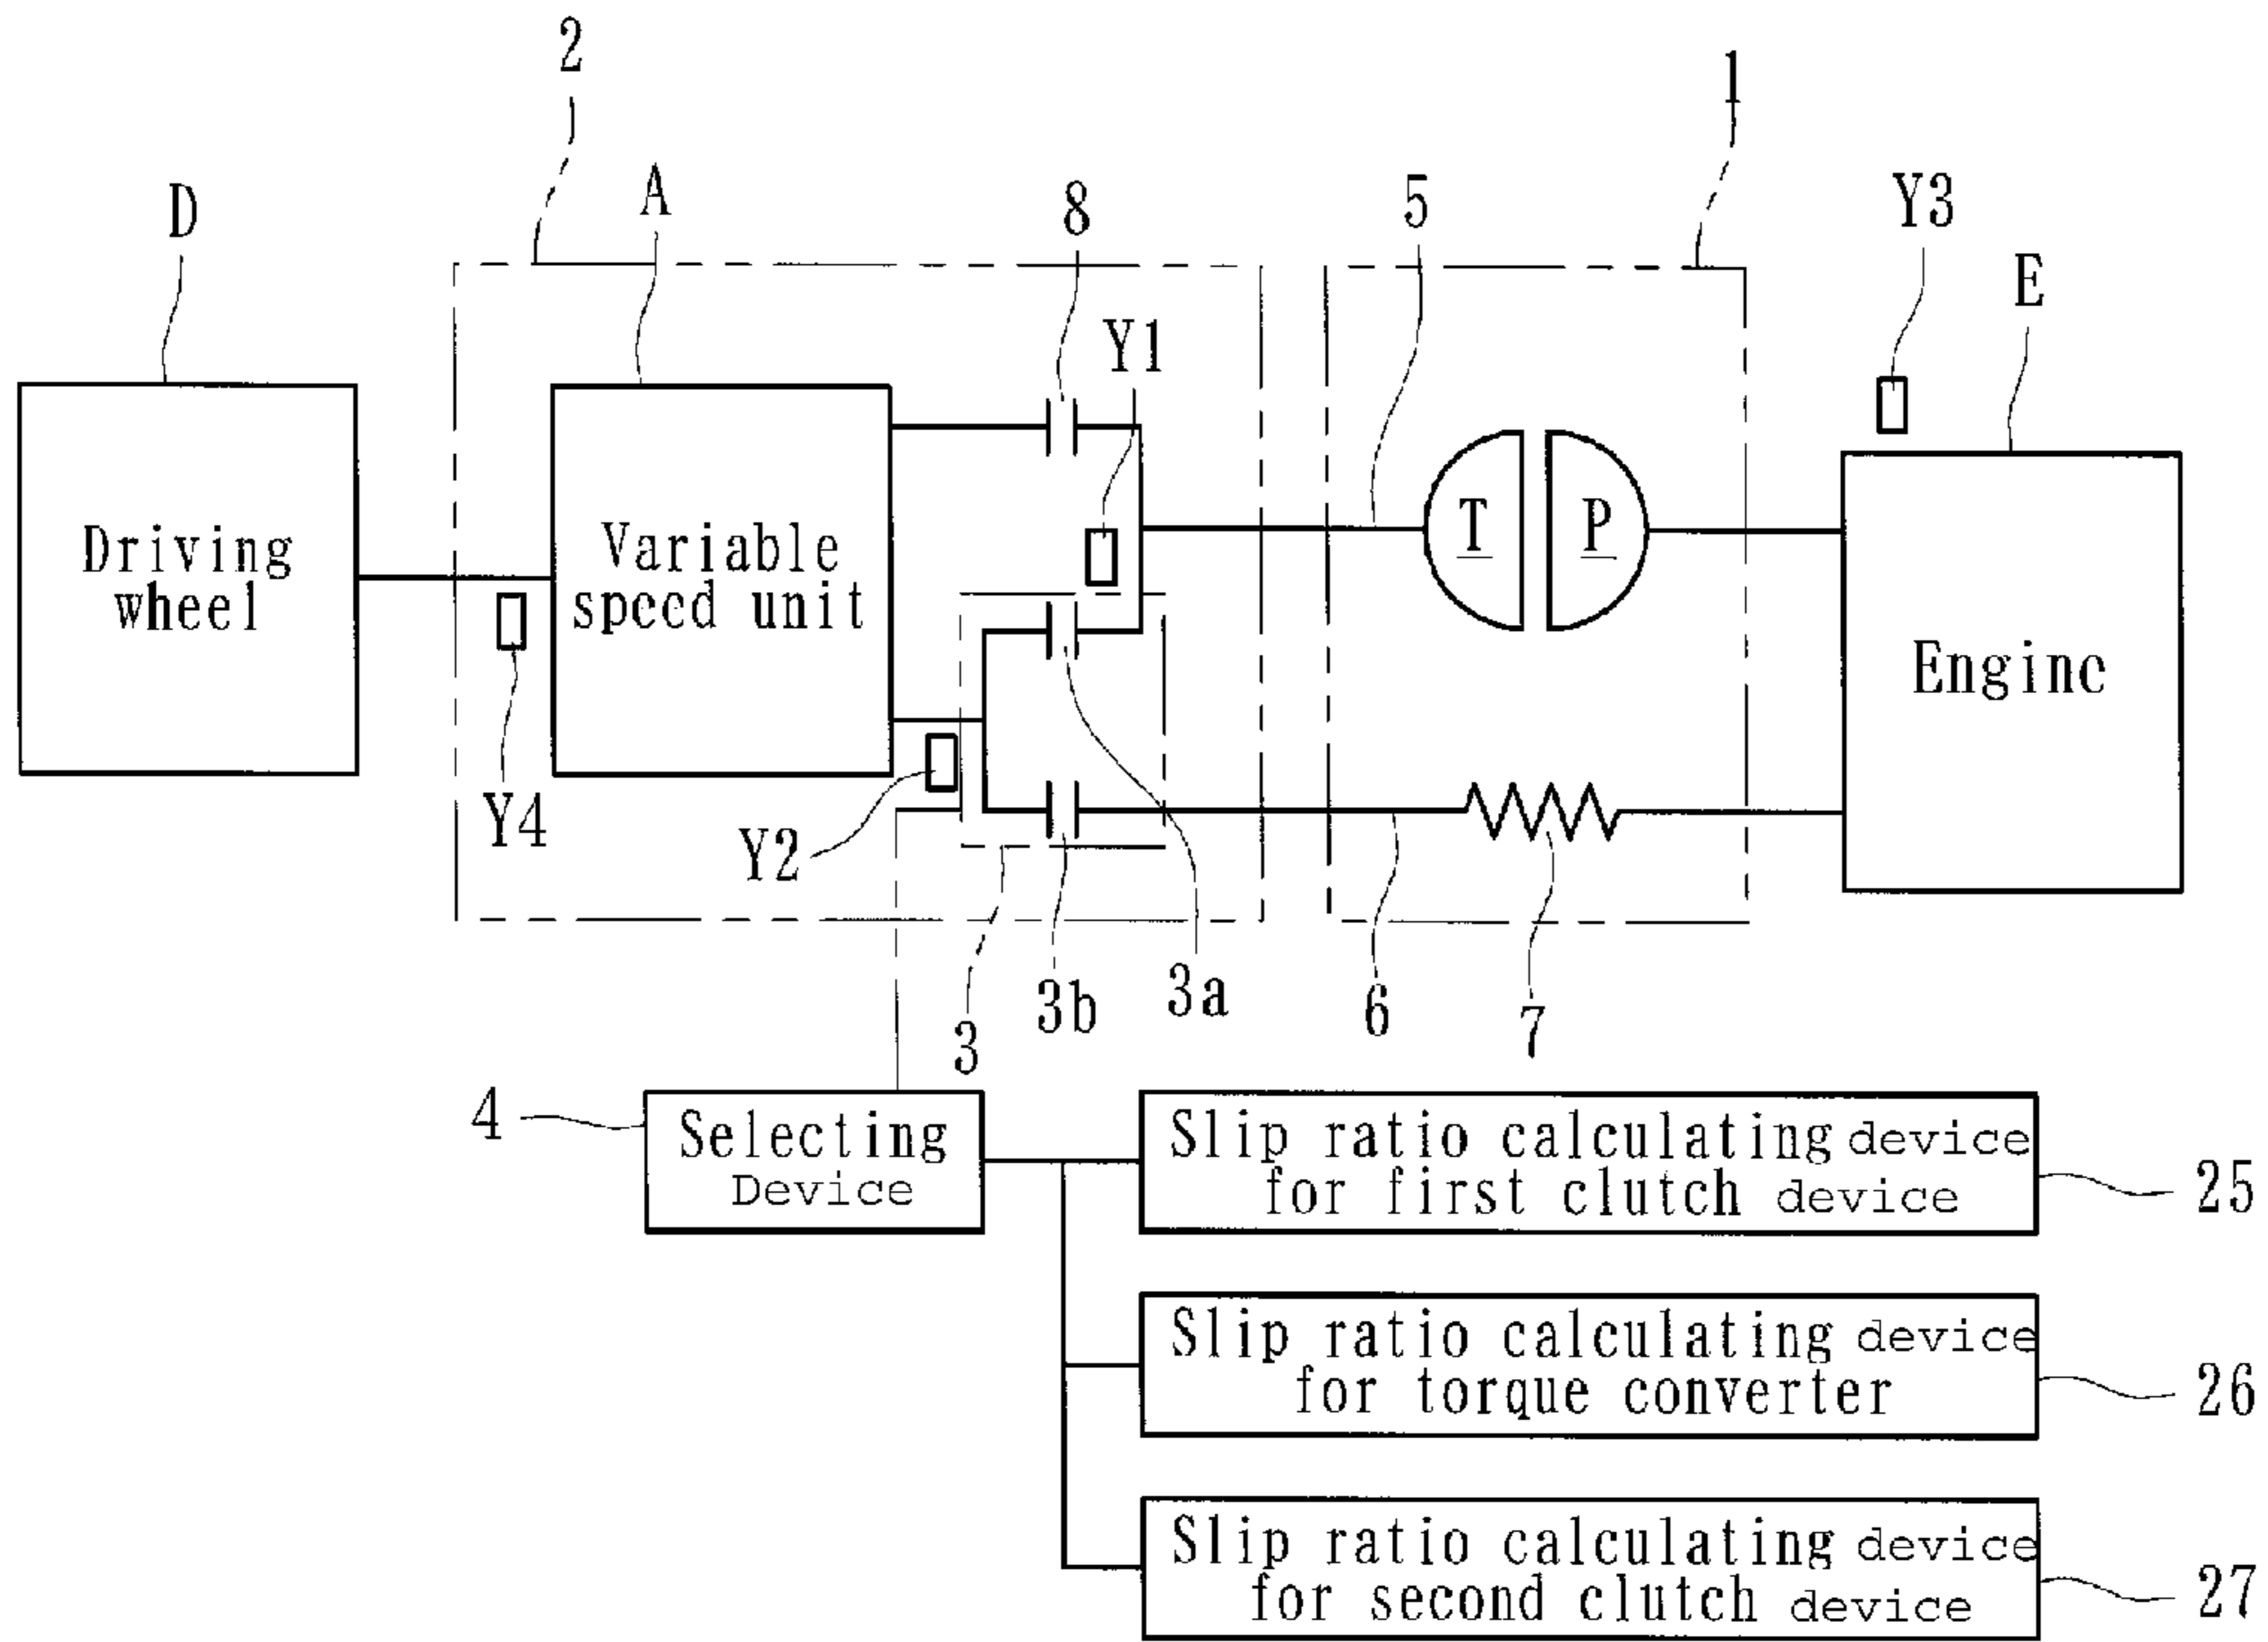 2
1
D
A
8
5
Y3
E
Y1
Driving
wheel
Variable
speed unit
T
P
Engine
Y4
Y2
3
3b
3a
6
7
4
Selecting
Device
Slip ratio calculating device
for first clutch device
25
Slip ratio calculating device
for torque converter
26
Slip ratio calculating device
for second clutch device
27